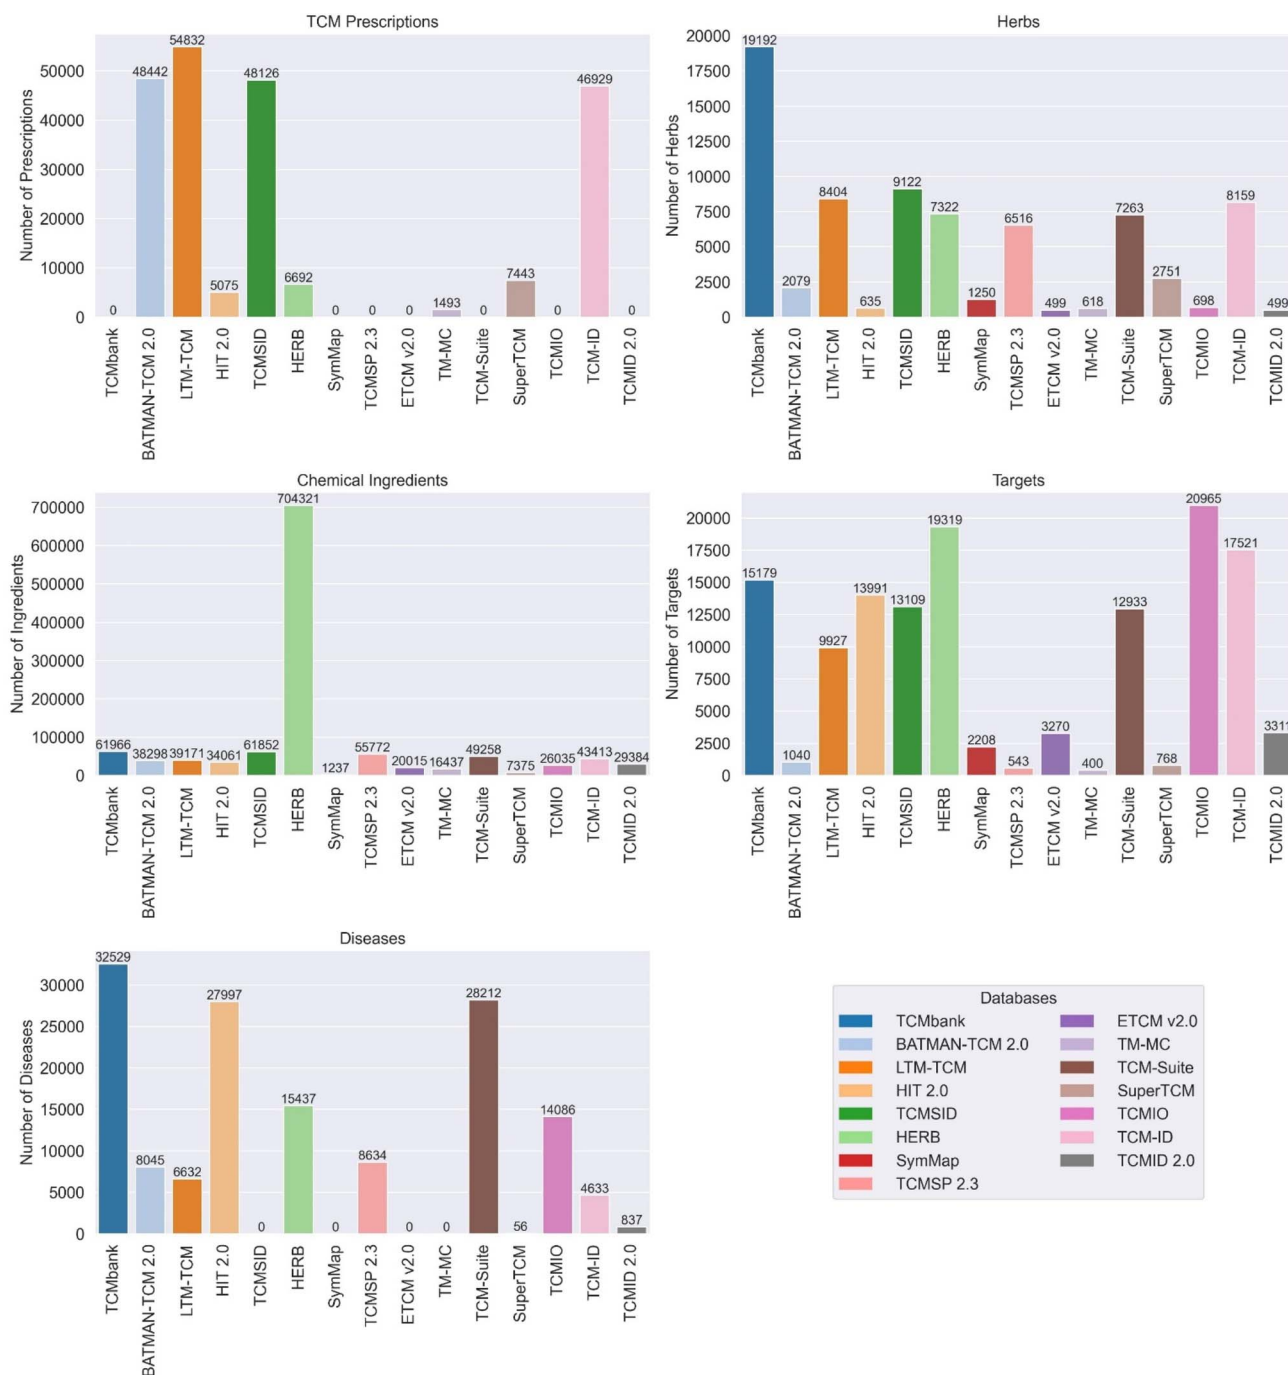 TCM Prescriptions
Number of Prescriptions
50000
40000
30000
20000
10000
0
0 48442 54832 5075 48126 6692 0 0 0 1493 0 7443 0 46929 0
TCMbank
BATMAN-TCM 2.0
LTM-TCM
HIT 2.0
TCMSID
HERB
SymMap
TCMSP 2.3
ETCM v2.0
TM-MC
TCM-Suite
SuperTCM
TCMIO
TCM-ID
TCMID 2.0
Herbs
Number of Herbs
20000
17500
15000
12500
10000
7500
5000
2500
0
19192 2079 8404 635 9122 7322 1250 6516 499 618 7263 2751 698 8159 499
TCMbank
BATMAN-TCM 2.0
LTM-TCM
HIT 2.0
TCMSID
HERB
SymMap
TCMSP 2.3
ETCM v2.0
TM-MC
TCM-Suite
SuperTCM
TCMIO
TCM-ID
TCMID 2.0
Chemical Ingredients
Number of Ingredients
700000
600000
500000
400000
300000
200000
100000
0
61966 38298 39171 34061 61852 704321 1237 55772 20015 16437 49258 7375 26035 43413 29384
TCMbank
BATMAN-TCM 2.0
LTM-TCM
HIT 2.0
TCMSID
HERB
SymMap
TCMSP 2.3
ETCM v2.0
TM-MC
TCM-Suite
SuperTCM
TCMIO
TCM-ID
TCMID 2.0
Targets
Number of Targets
20000
17500
15000
12500
10000
7500
5000
2500
0
15179 1040 9927 13991 13109 19319 2208 543 3270 400 12933 768 20965 17521 3311
TCMbank
BATMAN-TCM 2.0
LTM-TCM
HIT 2.0
TCMSID
HERB
SymMap
TCMSP 2.3
ETCM v2.0
TM-MC
TCM-Suite
SuperTCM
TCMIO
TCM-ID
TCMID 2.0
Diseases
Number of Diseases
30000
25000
20000
15000
10000
5000
0
32529 8045 6632 27997 0 15437 0 8634 0 0 28212 56 14086 4633 837
TCMbank
BATMAN-TCM 2.0
LTM-TCM
HIT 2.0
TCMSID
HERB
SymMap
TCMSP 2.3
ETCM v2.0
TM-MC
TCM-Suite
SuperTCM
TCMIO
TCM-ID
TCMID 2.0
Databases
TCMbank
BATMAN-TCM 2.0
LTM-TCM
HIT 2.0
TCMSID
HERB
SymMap
TCMSP 2.3
ETCM v2.0
TM-MC
TCM-Suite
SuperTCM
TCMIO
TCM-ID
TCMID 2.0